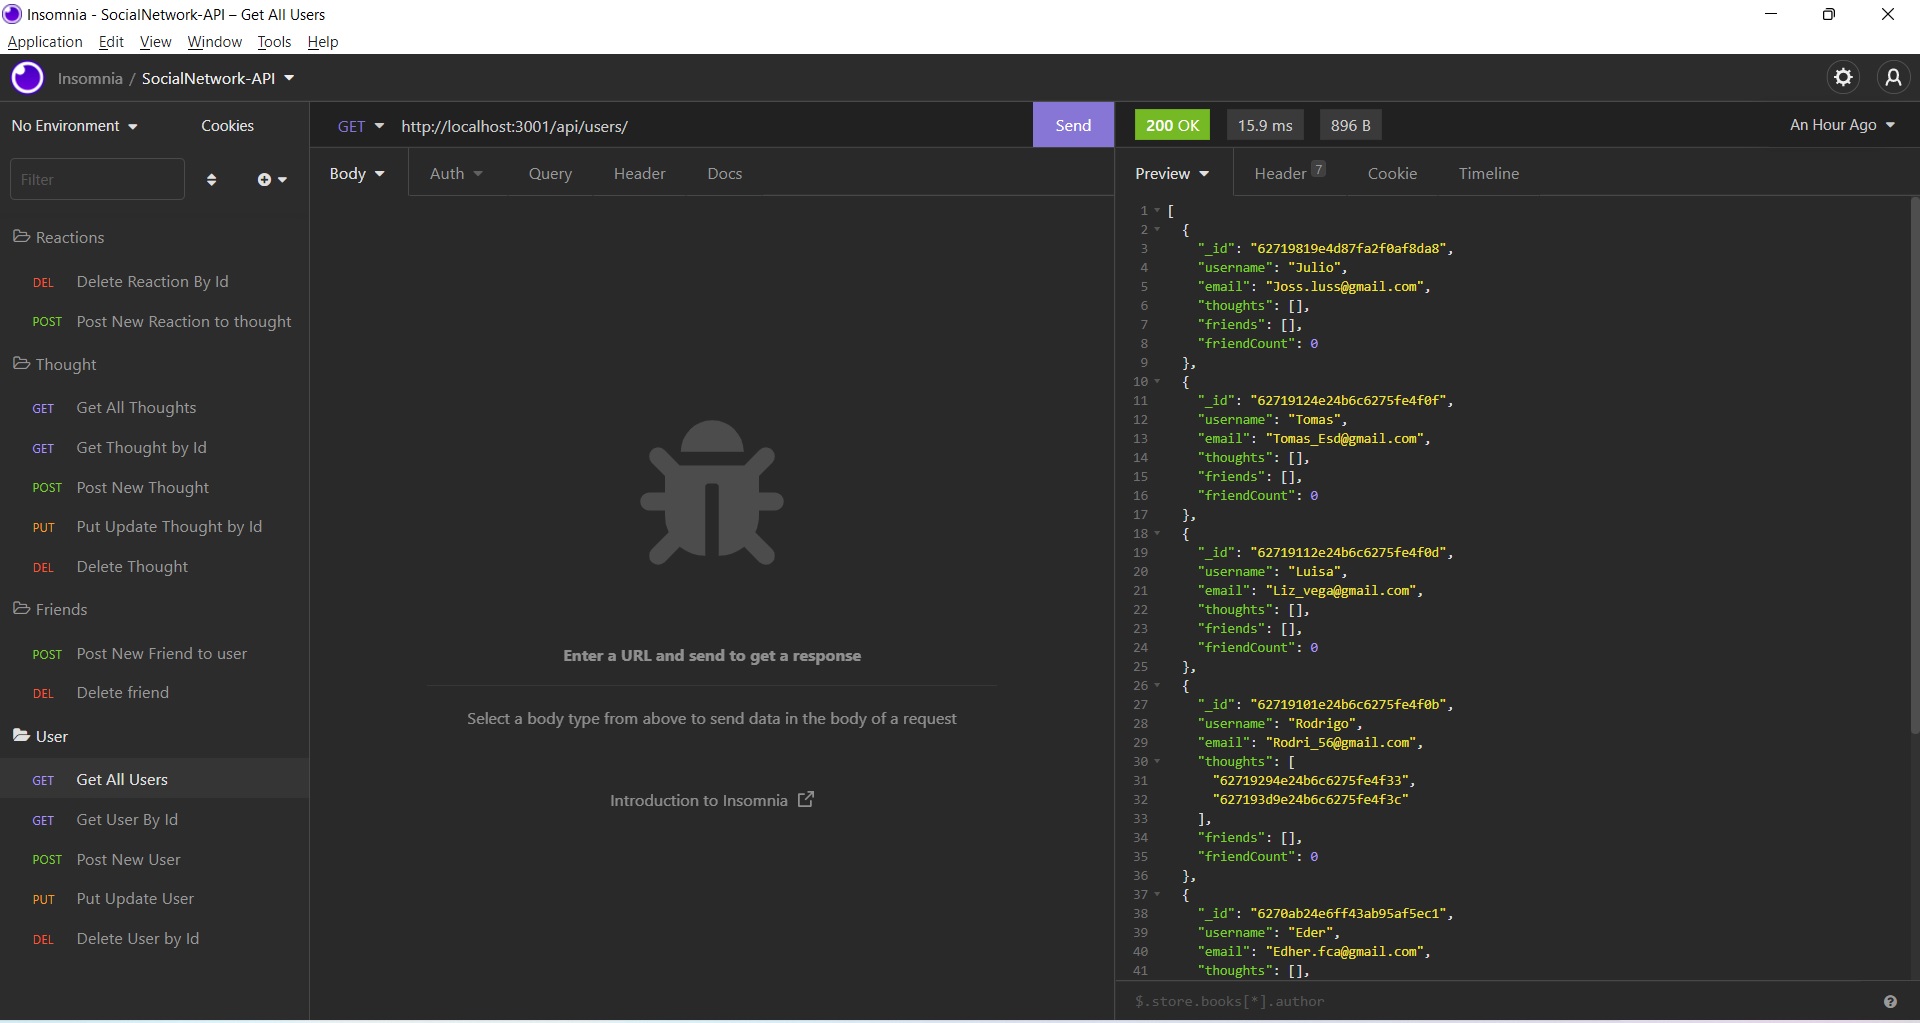 Insomnia - SocialNetwork-API – Get All Users
Application Edit View Window Tools Help
Insomnia / SocialNetwork-API
No Environment Cookies
Filter
Reactions
DEL Delete Reaction By Id
POST Post New Reaction to thought
Thought
GET Get All Thoughts
GET Get Thought by Id
POST Post New Thought
PUT Put Update Thought by Id
DEL Delete Thought
Friends
POST Post New Friend to user
DEL Delete friend
User
GET Get All Users
GET Get User By Id
POST Post New User
PUT Put Update User
DEL Delete User by Id
GET http://localhost:3001/api/users/ Send
Body Auth Query Header Docs
Enter a URL and send to get a response
Select a body type from above to send data in the body of a request
Introduction to Insomnia
200 OK 15.9 ms 896 B An Hour Ago
Preview Header 7 Cookie Timeline
1 [
2 {
3 "_id": "62719819e4d87fa2f0af8da8",
4 "username": "Julio",
5 "email": "Joss.luss@gmail.com",
6 "thoughts": [],
7 "friends": [],
8 "friendCount": 0
9 },
10 {
11 "_id": "62719124e24b6c6275fe4f0f",
12 "username": "Tomas",
13 "email": "Tomas_Esd@gmail.com",
14 "thoughts": [],
15 "friends": [],
16 "friendCount": 0
17 },
18 {
19 "_id": "62719112e24b6c6275fe4f0d",
20 "username": "Luisa",
21 "email": "Liz_vega@gmail.com",
22 "thoughts": [],
23 "friends": [],
24 "friendCount": 0
25 },
26 {
27 "_id": "62719101e24b6c6275fe4f0b",
28 "username": "Rodrigo",
29 "email": "Rodri_56@gmail.com",
30 "thoughts": [
31 "62719294e24b6c6275fe4f33",
32 "627193d9e24b6c6275fe4f3c"
33 ],
34 "friends": [],
35 "friendCount": 0
36 },
37 {
38 "_id": "6270ab24e6ff43ab95af5ec1",
39 "username": "Eder",
40 "email": "Edher.fca@gmail.com",
41 "thoughts": [],
$.store.books[*].author